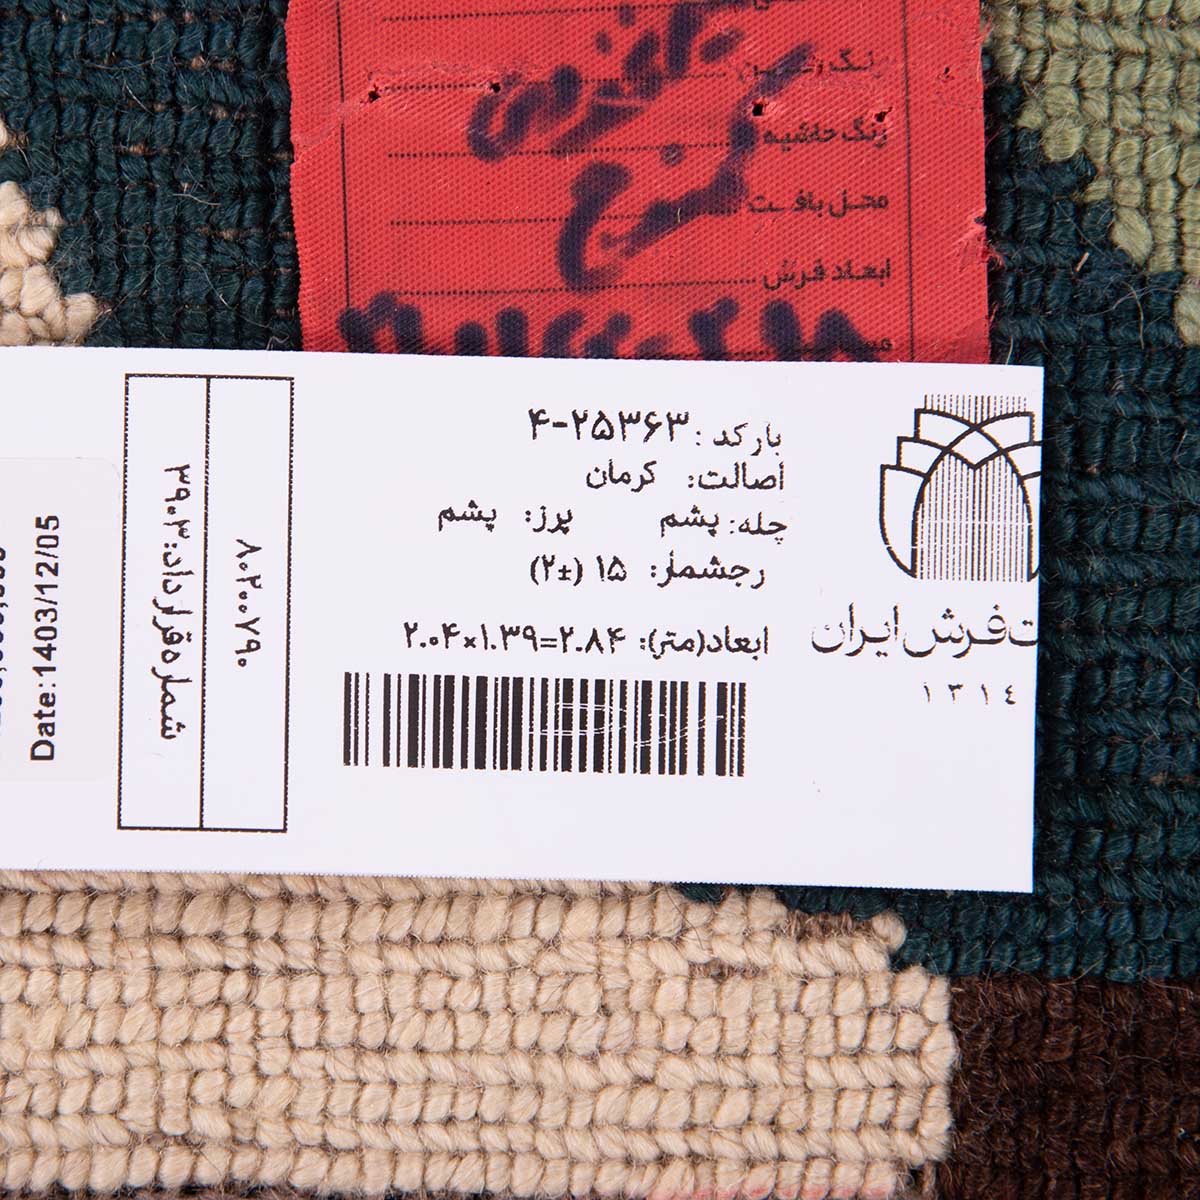 رنگ حاشیه
محل بافت
ابعاد فرش
بارکد: ۴-۲۵۳۶۳
اصالت: کرمان
چله: پشم پرز: پشم
رجشمار: ۱۵ (±۲)
ابعاد(متر): ۲.۰۴×۱.۳۹=۲.۸۴
ت فرش ایران
۱۳۱۴
۸۰۲۰۰۷۹۰
شماره قرارداد: ۳۹۰۳
Date:1403/12/05